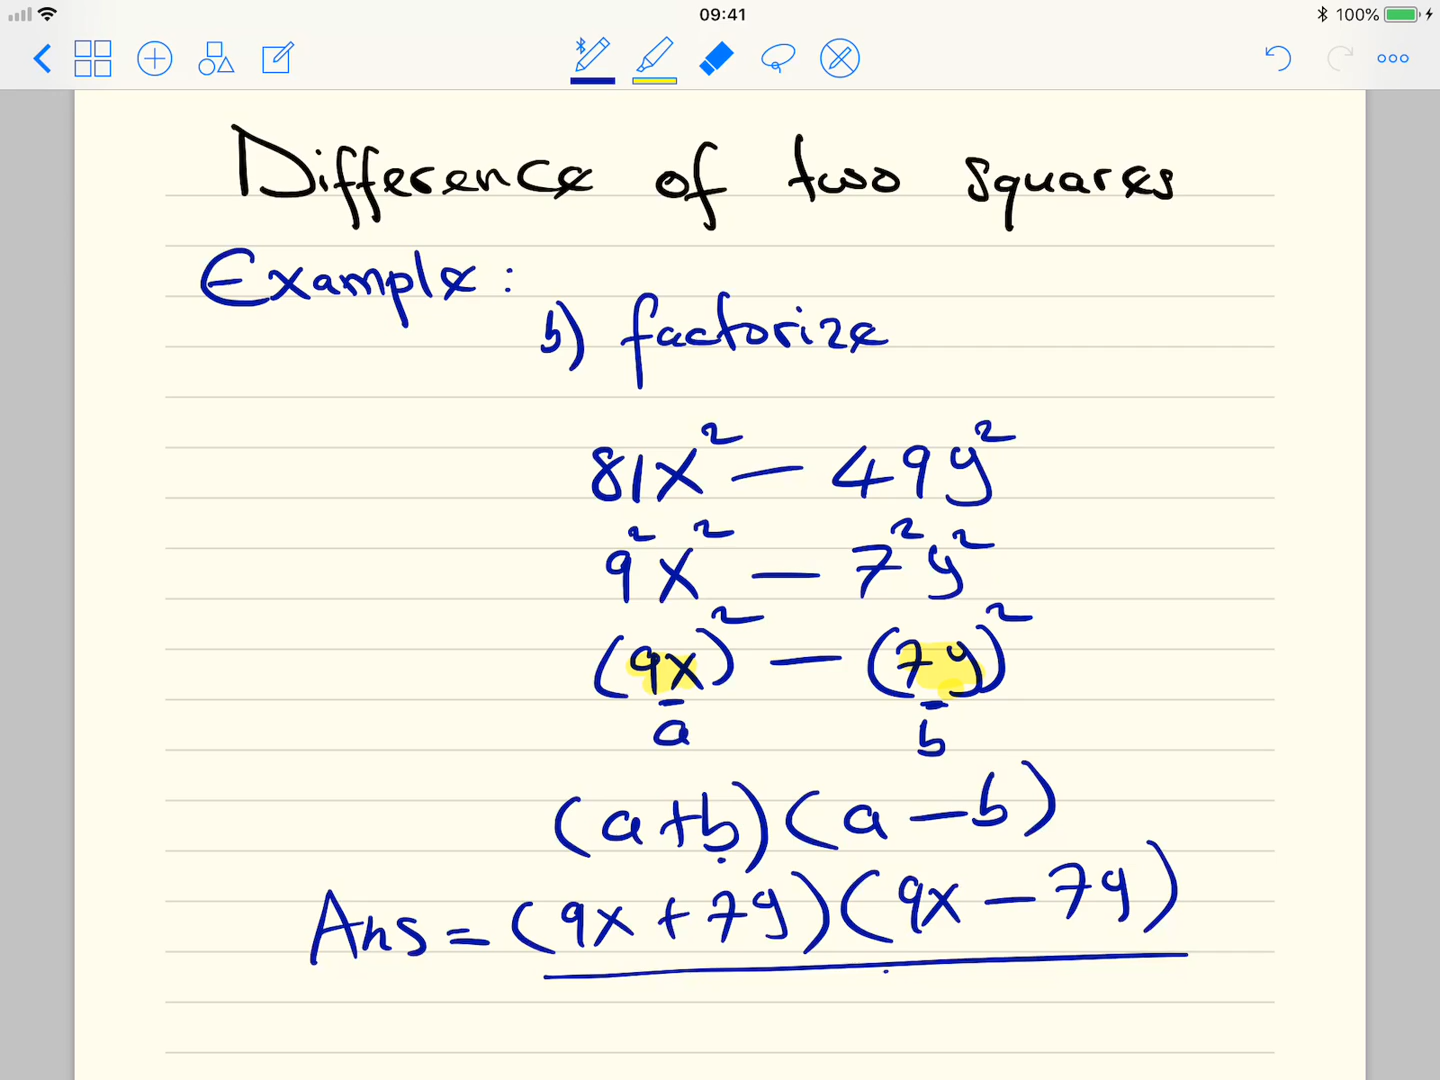 09:41
100%
Difference of two squares
Example:
b) factorize
81x² — 49y²
9²x² — 7²y²
(9x)² — (7y)²
a b
(a+b)(a — b)
Ans = (9x + 7y)(9x — 7y)